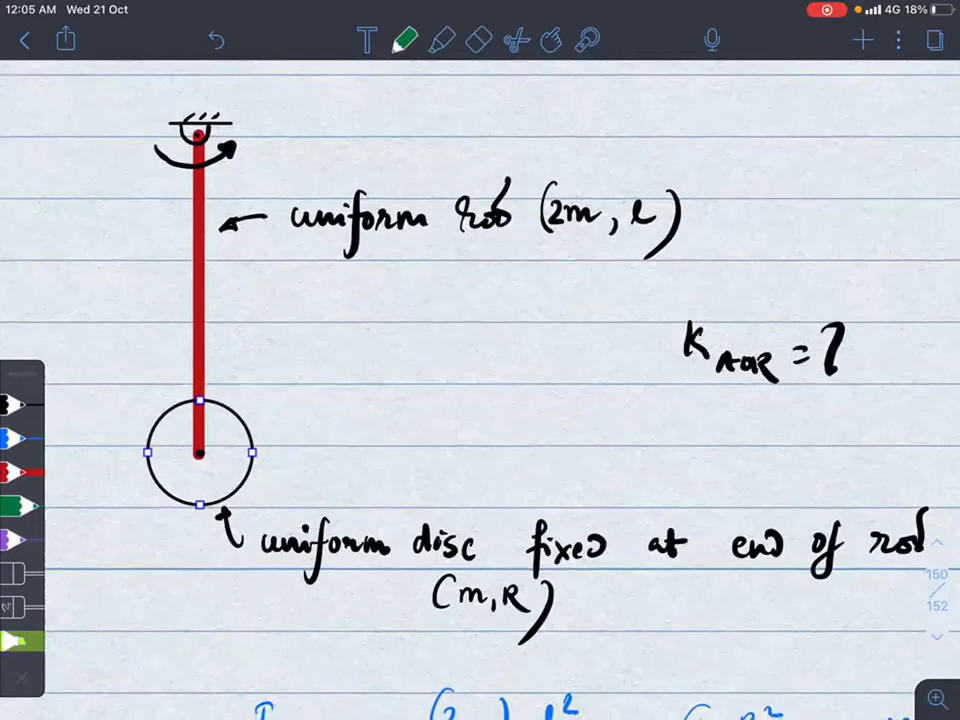 12:05 AM Wed 21 Oct
4G 18%
T
uniform rod (2m, l)
K AOR = ?
uniform disc fixed at end of rod
(m, R)
150
/
152